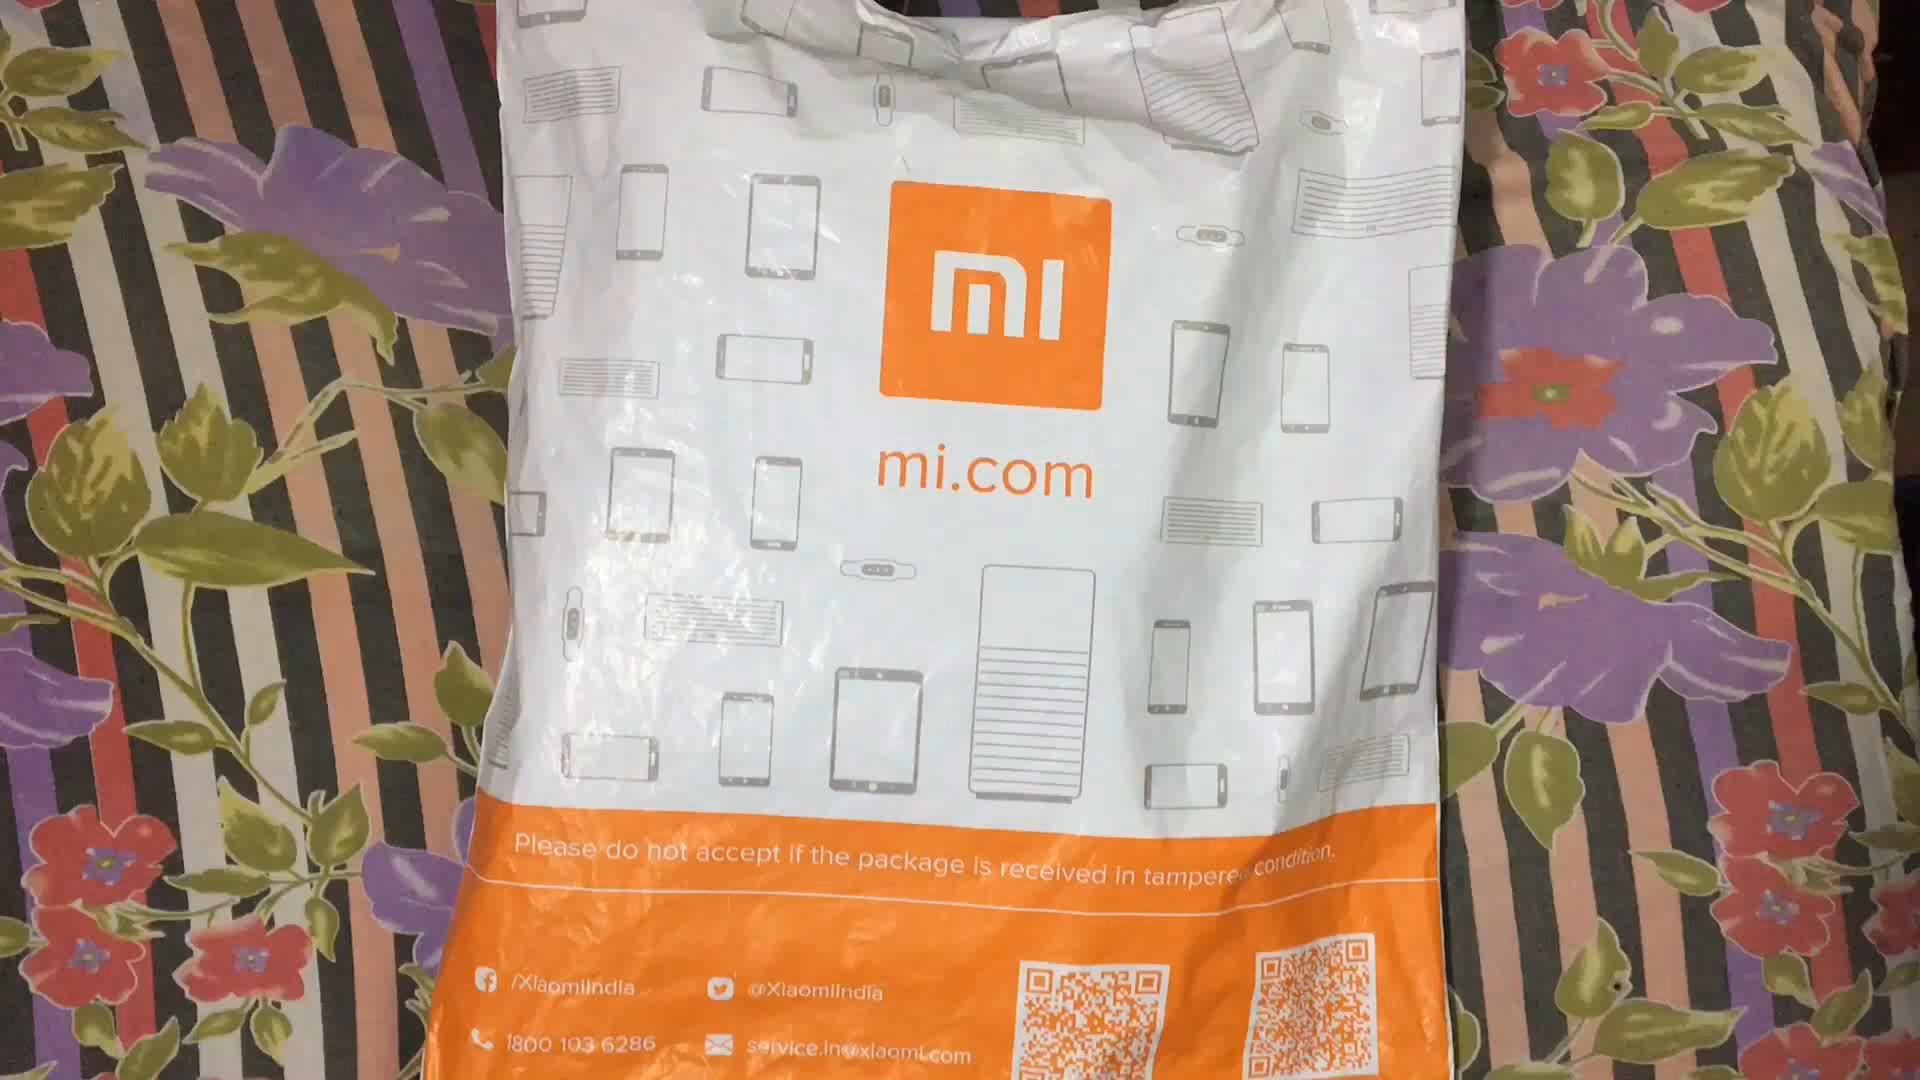 mi
mi.com
Please do not accept if the package is received in tampered condition.
/XiaomiIndia
@XiaomiIndia
1800 103 6286
service.in@xiaomi.com